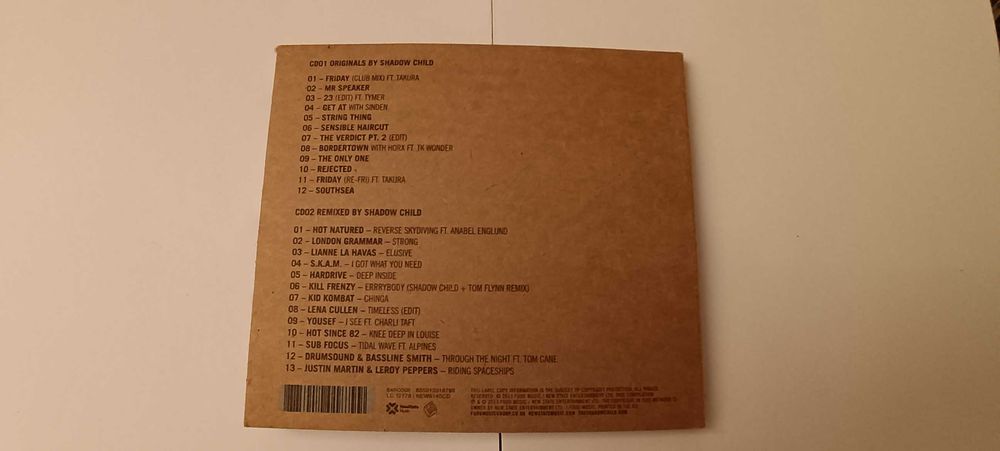 CD01 ORIGINALS BY SHADOW CHILD
01 – FRIDAY (CLUB MIX) FT. TAKURA
02 – MR SPEAKER
03 – 23 (EDIT) FT. TYMER
04 – GET AT WITH SINDEN
05 – STRING THING
06 – SENSIBLE HAIRCUT
07 – THE VERDICT PT. 2 (EDIT)
08 – BORDERTOWN WITH HORX FT. TK WONDER
09 – THE ONLY ONE
10 – REJECTED
11 – FRIDAY (RE-FRI) FT. TAKURA
12 – SOUTHSEA
CD02 REMIXED BY SHADOW CHILD
01 – HOT NATURED – REVERSE SKYDIVING FT. ANABEL ENGLUND
02 – LONDON GRAMMAR – STRONG
03 – LIANNE LA HAVAS – ELUSIVE
04 – S.K.A.M. – I GOT WHAT YOU NEED
05 – HARDRIVE – DEEP INSIDE
06 – KILL FRENZY – ERRRYBODY (SHADOW CHILD + TOM FLYNN REMIX)
07 – KID KOMBAT – CHINGA
08 – LENA CULLEN – TIMELESS (EDIT)
09 – YOUSEF – I SEE FT. CHARLI TAFT
10 – HOT SINCE 82 – KNEE DEEP IN LOUISE
11 – SUB FOCUS – TIDAL WAVE FT. ALPINES
12 – DRUMSOUND & BASSLINE SMITH – THROUGH THE NIGHT FT. TOM CANE
13 – JUSTIN MARTIN & LEROY PEPPERS – RIDING SPACESHIPS
BARCODE
LC 12178 | NEW9145CD
NewState
Music